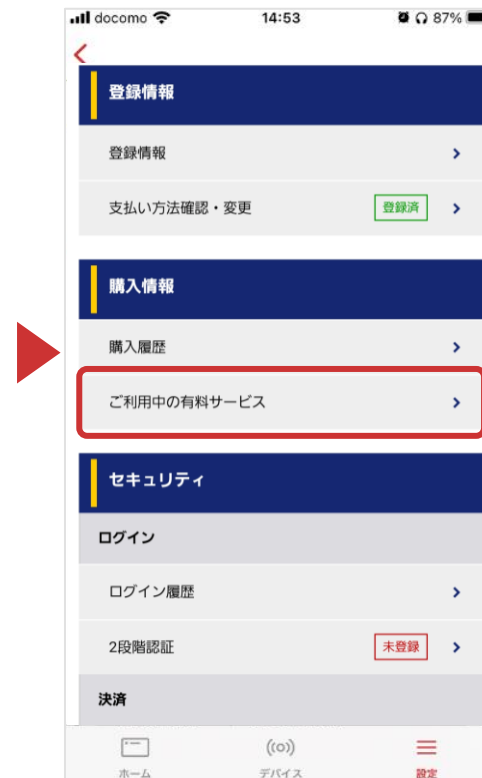 docomo 14:53 87%
登録情報
登録情報
支払い方法確認・変更 登録済
購入情報
購入履歴
ご利用中の有料サービス
セキュリティ
ログイン
ログイン履歴
2段階認証 未登録
決済
ホーム デバイス 設定